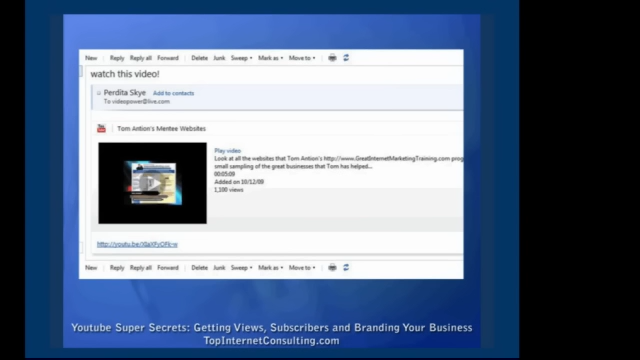 New Reply Reply all Forward Delete Junk Sweep Mark as Move to
watch this video!
Perdita Skye Add to contacts
To videopower@live.com
Tom Antion's Mentee Websites
Play video
Look at all the websites that Tom Antion's http://www.GreatInternetMarketingTraining.com prog
small sampling of the great businesses that Tom has helped...
00:05:09
Added on 10/12/09
1,100 views
New Reply Reply all Forward Delete Junk Sweep Mark as Move to
Youtube Super Secrets: Getting Views, Subscribers and Branding Your Business
TopInternetConsulting.com